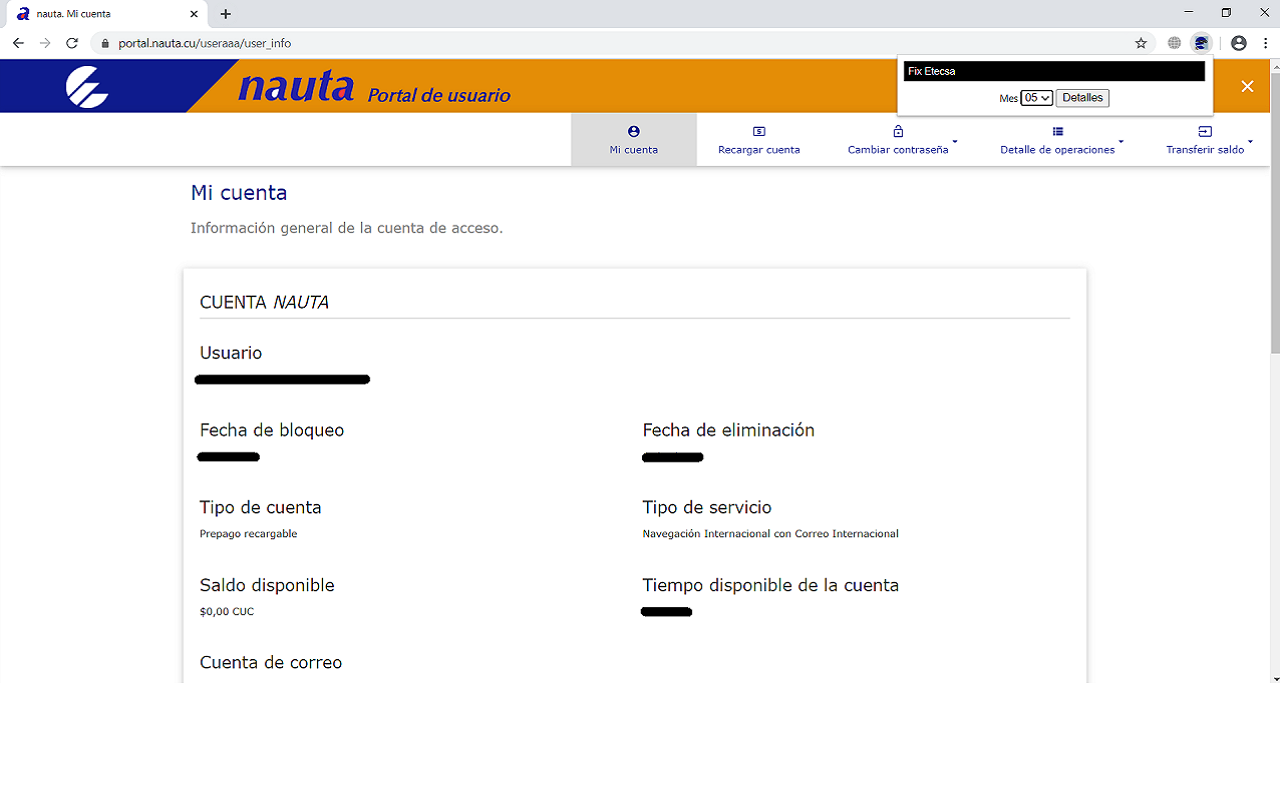 nauta. Mi cuenta
portal.nauta.cu/useraaa/user_info
Fix Etecsa
Mes 05 Detalles
nauta Portal de usuario
Mi cuenta
Recargar cuenta
Cambiar contraseña
Detalle de operaciones
Transferir saldo
Mi cuenta
Información general de la cuenta de acceso.
CUENTA NAUTA
Usuario
Fecha de bloqueo
Fecha de eliminación
Tipo de cuenta
Tipo de servicio
Prepago recargable
Navegación Internacional con Correo Internacional
Saldo disponible
Tiempo disponible de la cuenta
$0,00 CUC
Cuenta de correo